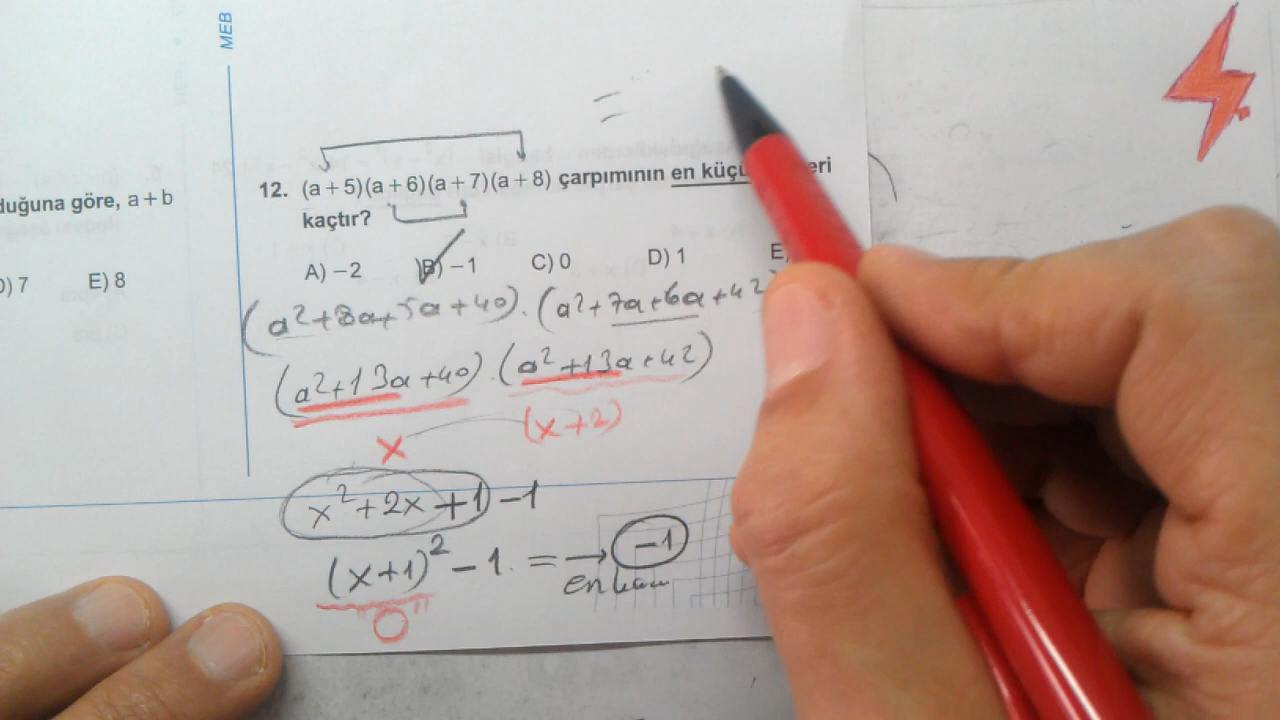 MEB
duğuna göre, a + b
D) 7 E) 8
=
12. (a + 5)(a + 6)(a + 7)(a + 8) çarpımının en küçü eri
kaçtır?
A) −2 B) −1 C) 0 D) 1 E)
(a²+8a+5a+40).(a²+7a+6a+42)
(a²+13a+40).(a²+13a+42)
x (x+2)
x²+2x+1-1
(x+1)²-1. = → -1
0